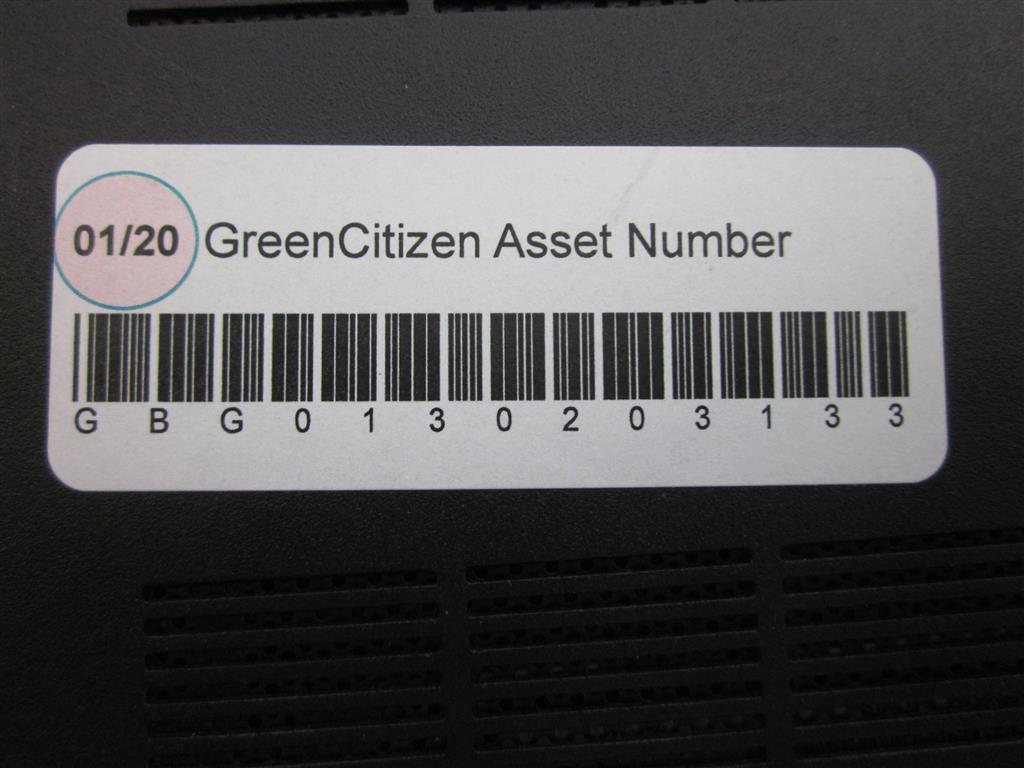 01/20 GreenCitizen Asset Number
G B G 0 1 3 0 2 0 3 1 3 3